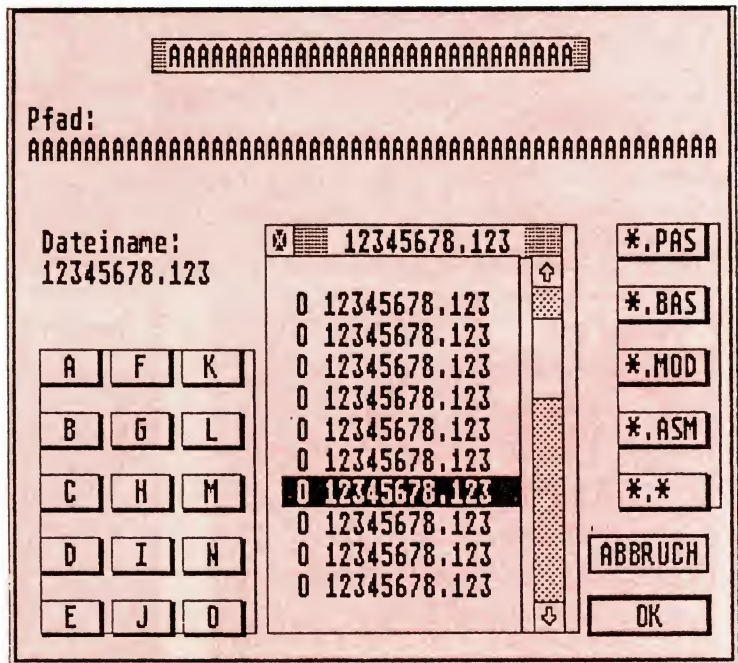 AAAAAAAAAAAAAAAAAAAAAAAAAAAAA
Pfad:
AAAAAAAAAAAAAAAAAAAAAAAAAAAAAAAAAAAAAAAAAAAAAAAAAA
Dateiname:
12345678.123
A F K
B G L
C H M
D I N
E J O
12345678.123
0 12345678.123
0 12345678.123
0 12345678.123
0 12345678.123
0 12345678.123
0 12345678.123
0 12345678.123
0 12345678.123
0 12345678.123
0 12345678.123
*.PAS
*.BAS
*.MOD
*.ASM
*.*
ABBRUCH
OK